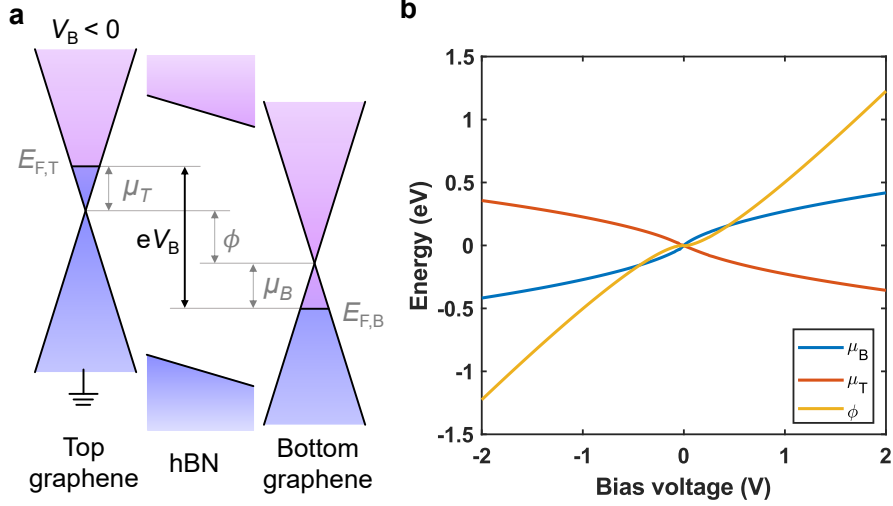 a
V_B < 0
E_F,T
μ_T
eV_B
ϕ
μ_B
E_F,B
Top
graphene
hBN
Bottom
graphene
b
Energy (eV)
1.5
1
0.5
0
-0.5
-1
-1.5
-2
-1
0
1
2
Bias voltage (V)
μ_B
μ_T
ϕ